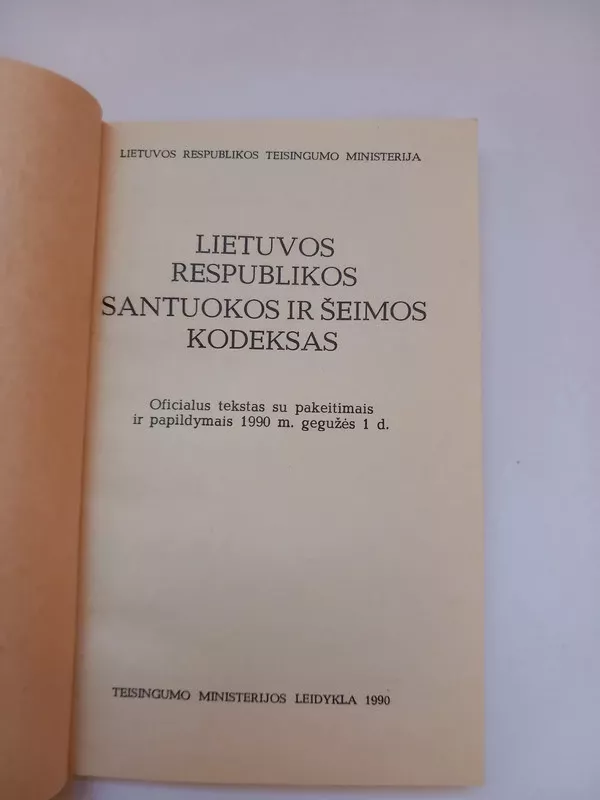 LIETUVOS RESPUBLIKOS TEISINGUMO MINISTERIJA
LIETUVOS
RESPUBLIKOS
SANTUOKOS IR ŠEIMOS
KODEKSAS
Oficialus tekstas su pakeitimais
ir papildymais 1990 m. gegužės 1 d.
TEISINGUMO MINISTERIJOS LEIDYKLA 1990